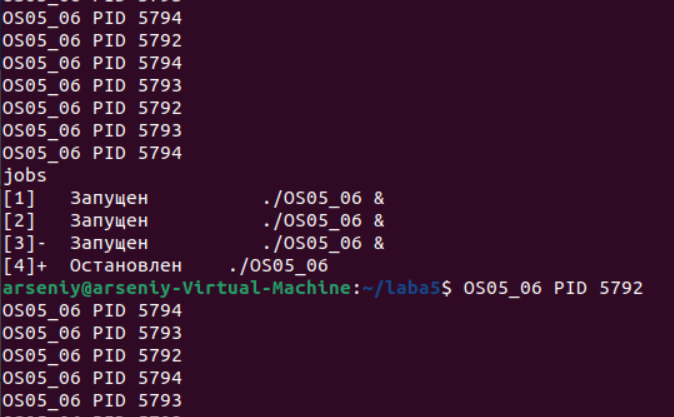 OS05_06 PID 5794
OS05_06 PID 5792
OS05_06 PID 5794
OS05_06 PID 5793
OS05_06 PID 5792
OS05_06 PID 5793
OS05_06 PID 5794
jobs
[1]   Запущен          ./OS05_06 &
[2]   Запущен          ./OS05_06 &
[3]-  Запущен          ./OS05_06 &
[4]+  Остановлен    ./OS05_06
arseniy@arseniy-Virtual-Machine:~/laba5$ OS05_06 PID 5792
OS05_06 PID 5794
OS05_06 PID 5793
OS05_06 PID 5792
OS05_06 PID 5794
OS05_06 PID 5793